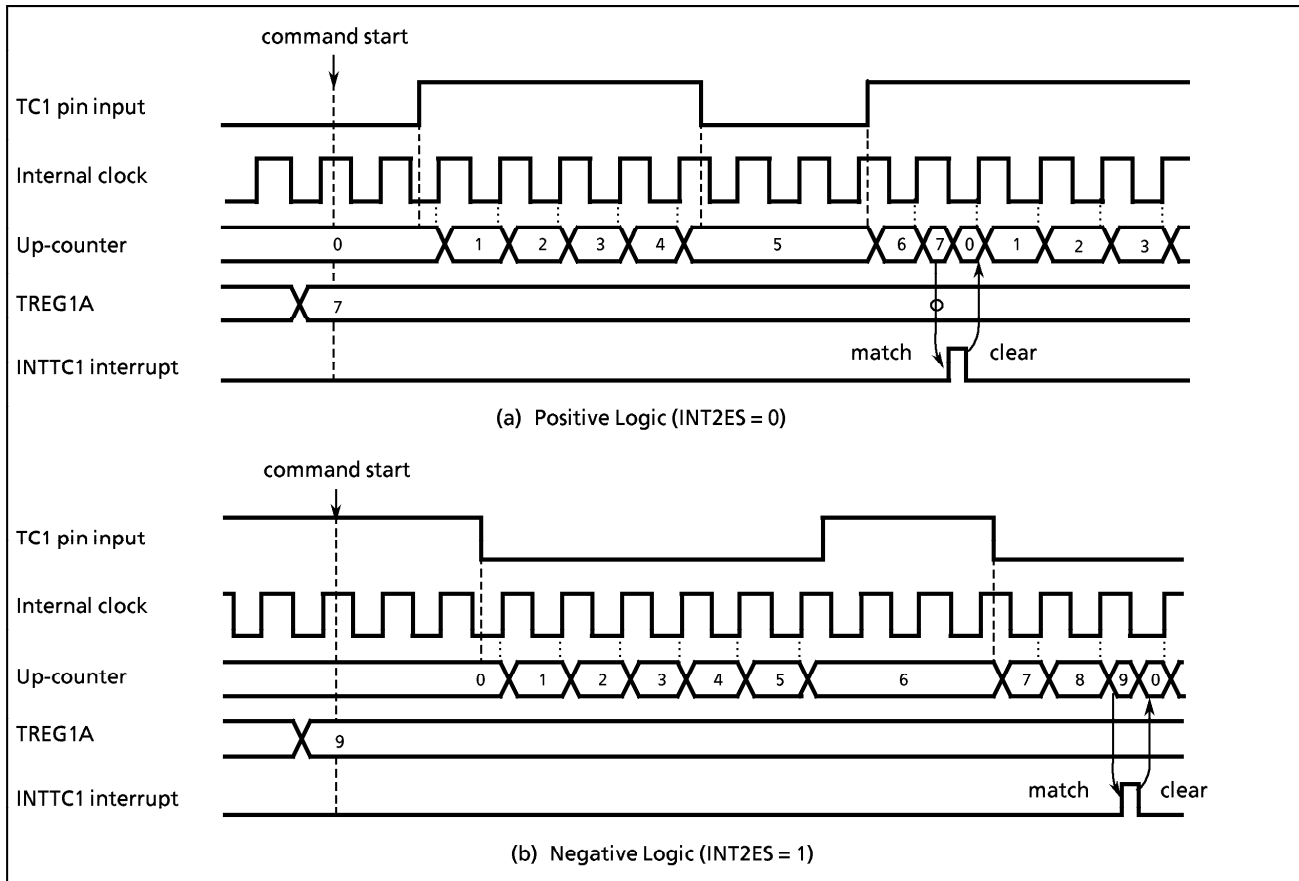 command start
TC1 pin input
Internal clock
Up-counter 0 1 2 3 4 5 6 7 0 1 2 3
TREG1A 7
match clear
INTTC1 interrupt
(a) Positive Logic (INT2ES = 0)
command start
TC1 pin input
Internal clock
Up-counter 0 1 2 3 4 5 6 7 8 9 0
TREG1A 9
INTTC1 interrupt match clear
(b) Negative Logic (INT2ES = 1)